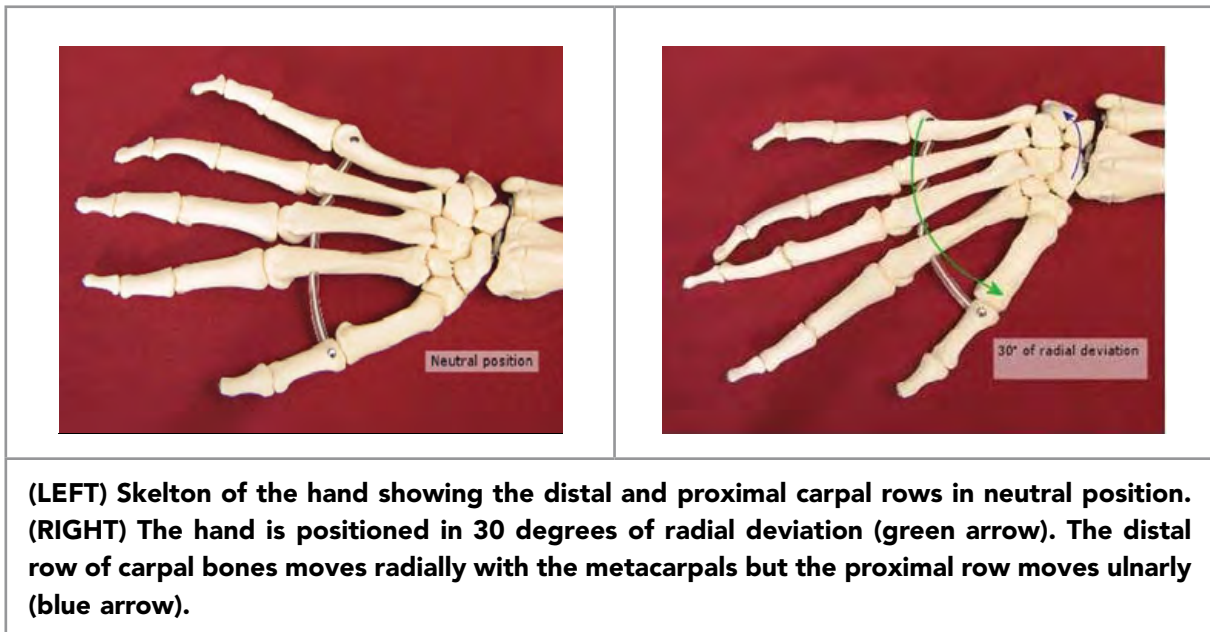 Neutral position
30° of radial deviation
(LEFT) Skelton of the hand showing the distal and proximal carpal rows in neutral position.
(RIGHT) The hand is positioned in 30 degrees of radial deviation (green arrow). The distal
row of carpal bones moves radially with the metacarpals but the proximal row moves ulnarly
(blue arrow).